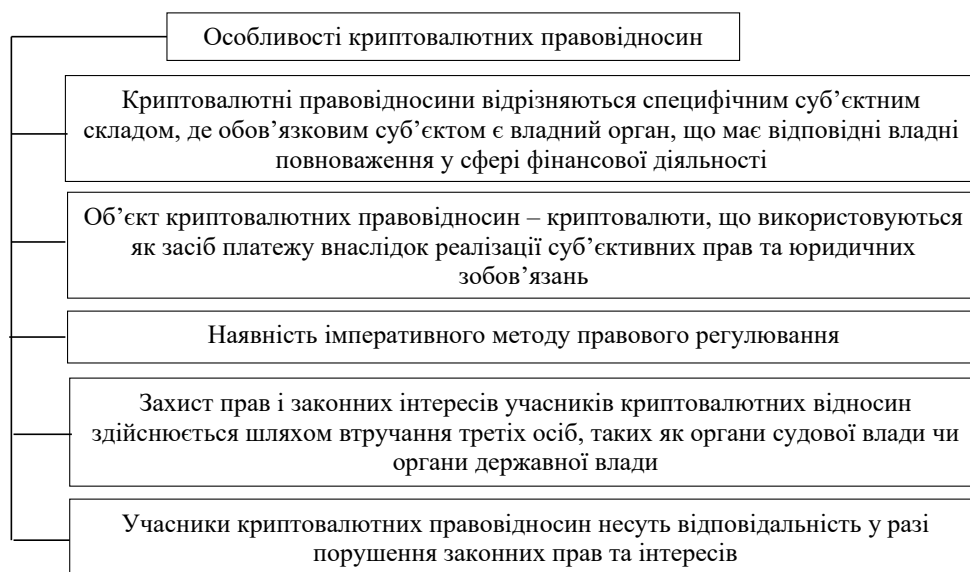 Особливості криптовалютних правовідносин
Криптовалютні правовідносини відрізняються специфічним суб’єктним
складом, де обов’язковим суб’єктом є владний орган, що має відповідні владні
повноваження у сфері фінансової діяльності
Об’єкт криптовалютних правовідносин – криптовалюти, що використовуються
як засіб платежу внаслідок реалізації суб’єктивних прав та юридичних
зобов’язань
Наявність імперативного методу правового регулювання
Захист прав і законних інтересів учасників криптовалютних відносин
здійснюється шляхом втручання третіх осіб, таких як органи судової влади чи
органи державної влади
Учасники криптовалютних правовідносин несуть відповідальність у разі
порушення законних прав та інтересів